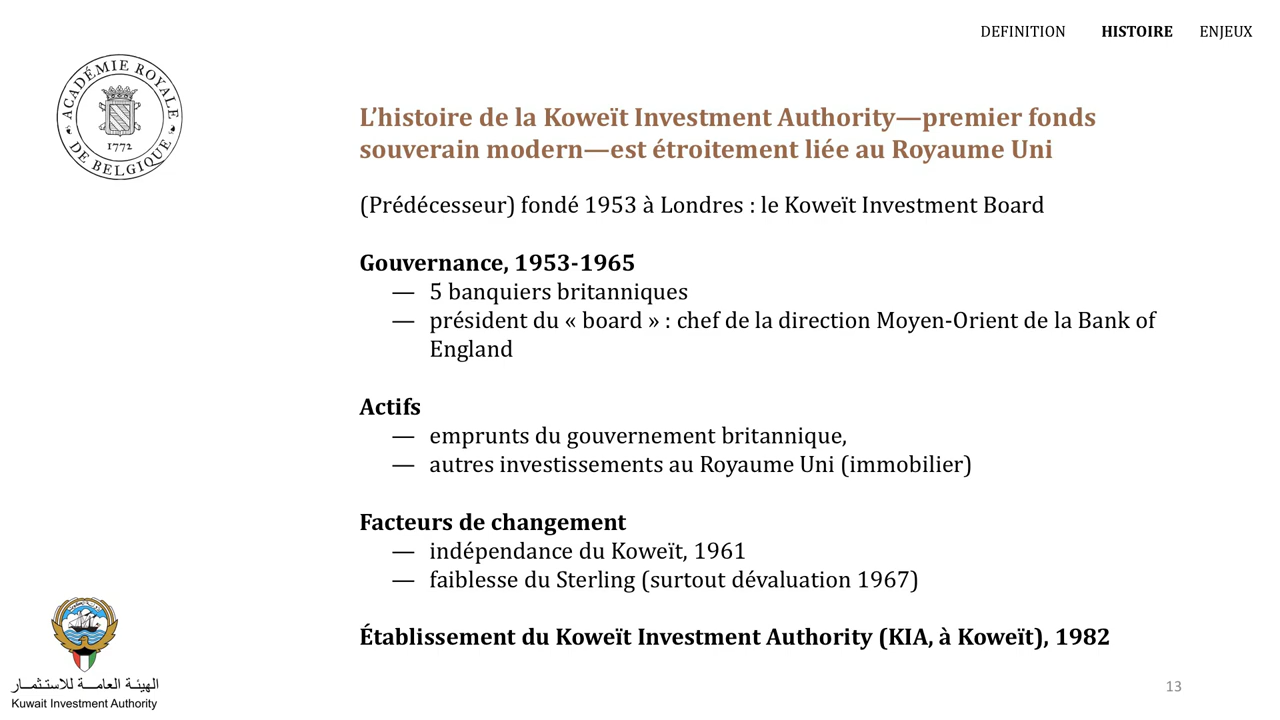 DEFINITION HISTOIRE ENJEUX
ACADÉMIE ROYALE
DE BELGIQUE
1772
L’histoire de la Koweït Investment Authority—premier fonds
souverain modern—est étroitement liée au Royaume Uni
(Prédécesseur) fondé 1953 à Londres : le Koweït Investment Board
Gouvernance, 1953-1965
— 5 banquiers britanniques
— président du « board » : chef de la direction Moyen-Orient de la Bank of
England
Actifs
— emprunts du gouvernement britannique,
— autres investissements au Royaume Uni (immobilier)
Facteurs de changement
— indépendance du Koweït, 1961
— faiblesse du Sterling (surtout dévaluation 1967)
Établissement du Koweït Investment Authority (KIA, à Koweït), 1982
الهيئـة العامـــة للاستـثمــار
Kuwait Investment Authority
13